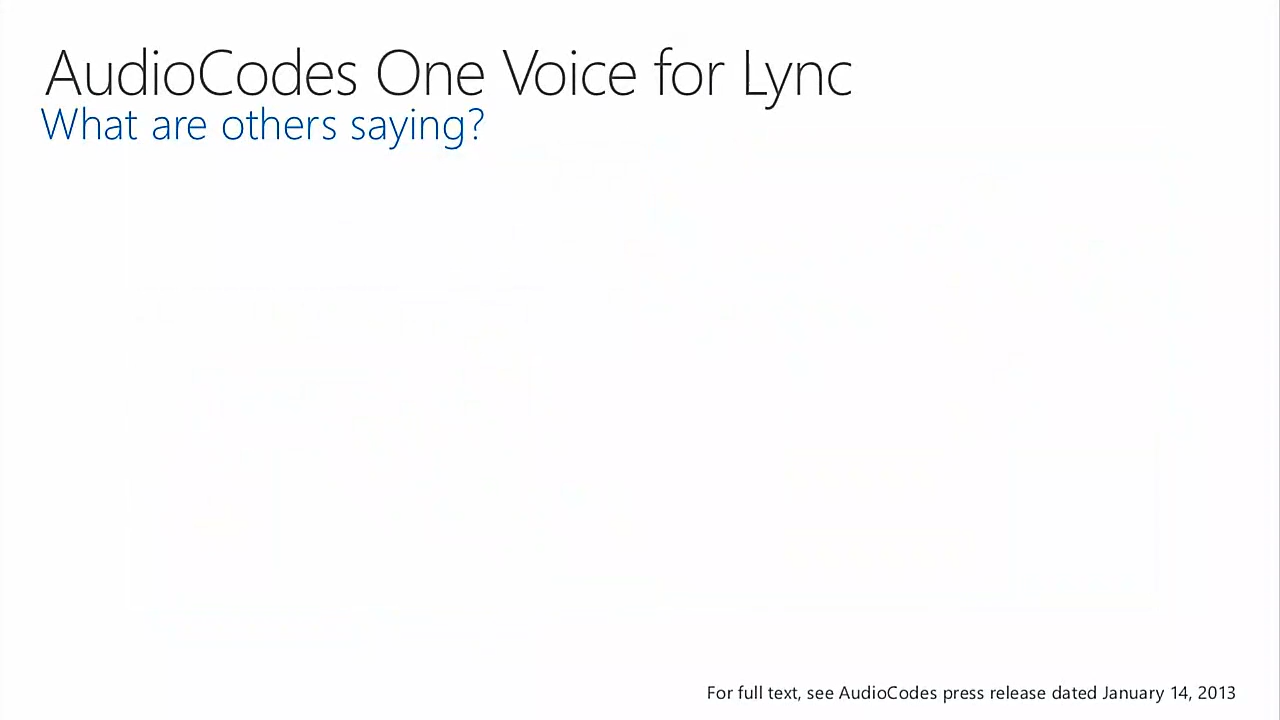 AudioCodes One Voice for Lync
What are others saying?
For full text, see AudioCodes press release dated January 14, 2013